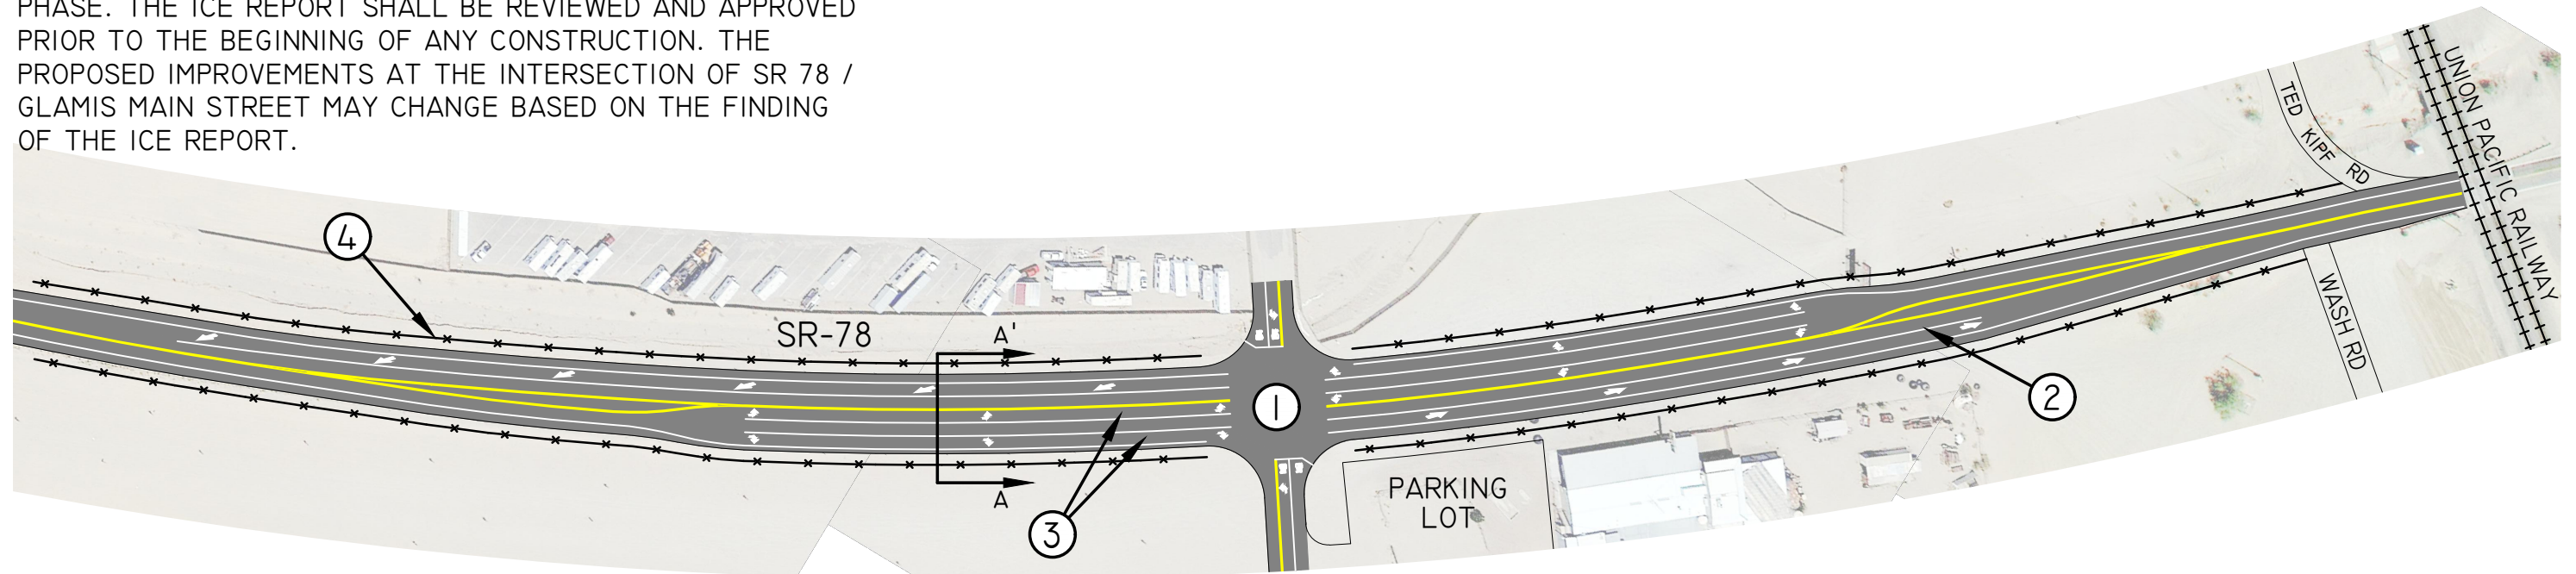 PHASE. THE ICE REPORT SHALL BE REVIEWED AND APPROVED
PRIOR TO THE BEGINNING OF ANY CONSTRUCTION. THE
PROPOSED IMPROVEMENTS AT THE INTERSECTION OF SR 78 /
GLAMIS MAIN STREET MAY CHANGE BASED ON THE FINDING
OF THE ICE REPORT.
UNION PACIFIC RAILWAY
TED KIPF RD
4
SR-78
A'
WASH RD
1
2
A
3
PARKING
LOT